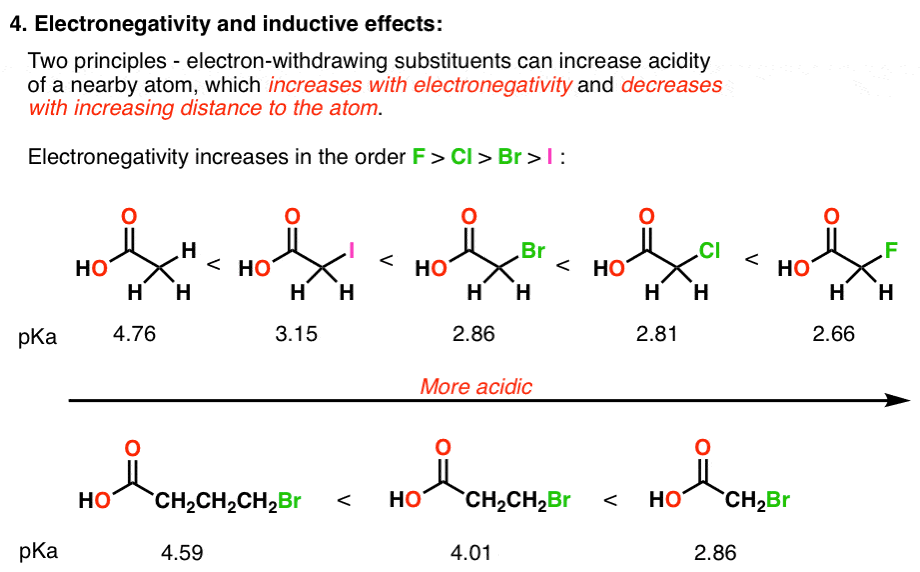 4. Electronegativity and inductive effects:
Two principles - electron-withdrawing substituents can increase acidity
of a nearby atom, which increases with electronegativity and decreases
with increasing distance to the atom.
Electronegativity increases in the order F > Cl > Br > I :
O O O O O
H < I < Br < Cl < F
HO HO HO HO HO
H H H H H H H H H H
pKa 4.76 3.15 2.86 2.81 2.66
More acidic
O O O
HO CH₂CH₂CH₂Br < HO CH₂CH₂Br < HO CH₂Br
pKa 4.59 4.01 2.86